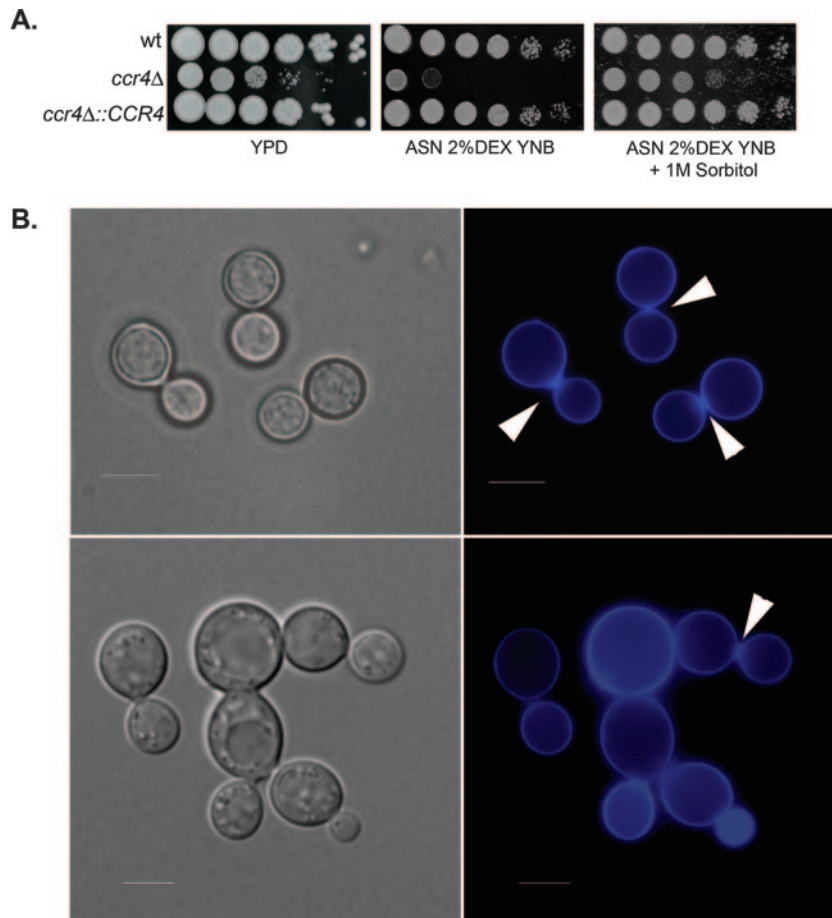 A.
wt
ccr4Δ
ccr4Δ::CCR4
YPD
ASN 2%DEX YNB
ASN 2%DEX YNB
+ 1M Sorbitol
B.